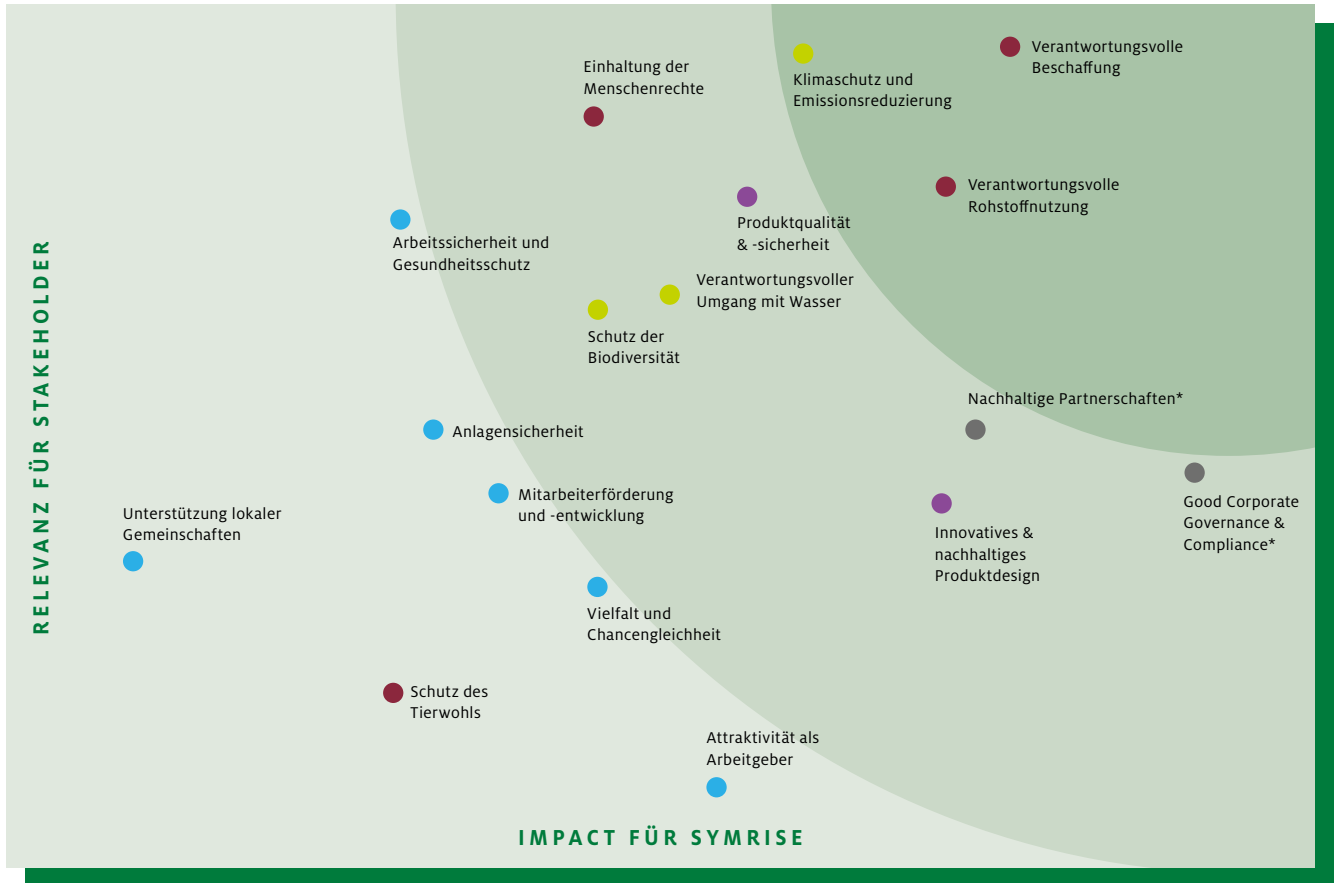 Verantwortungsvolle
Beschaffung
Einhaltung der
Menschenrechte
Klimaschutz und
Emissionsreduzierung
Verantwortungsvolle
Rohstoffnutzung
Produktqualität
& -sicherheit
Arbeitssicherheit und
Gesundheitsschutz
Verantwortungsvoller
Umgang mit Wasser
Schutz der
Biodiversität
RELEVANZ FÜR STAKEHOLDER
Nachhaltige Partnerschaften*
Anlagensicherheit
Mitarbeiterförderung
und -entwicklung
Good Corporate
Governance &
Compliance*
Unterstützung lokaler
Gemeinschaften
Innovatives &
nachhaltiges
Produktdesign
Vielfalt und
Chancengleichheit
Schutz des
Tierwohls
Attraktivität als
Arbeitgeber
IMPACT FÜR SYMRISE